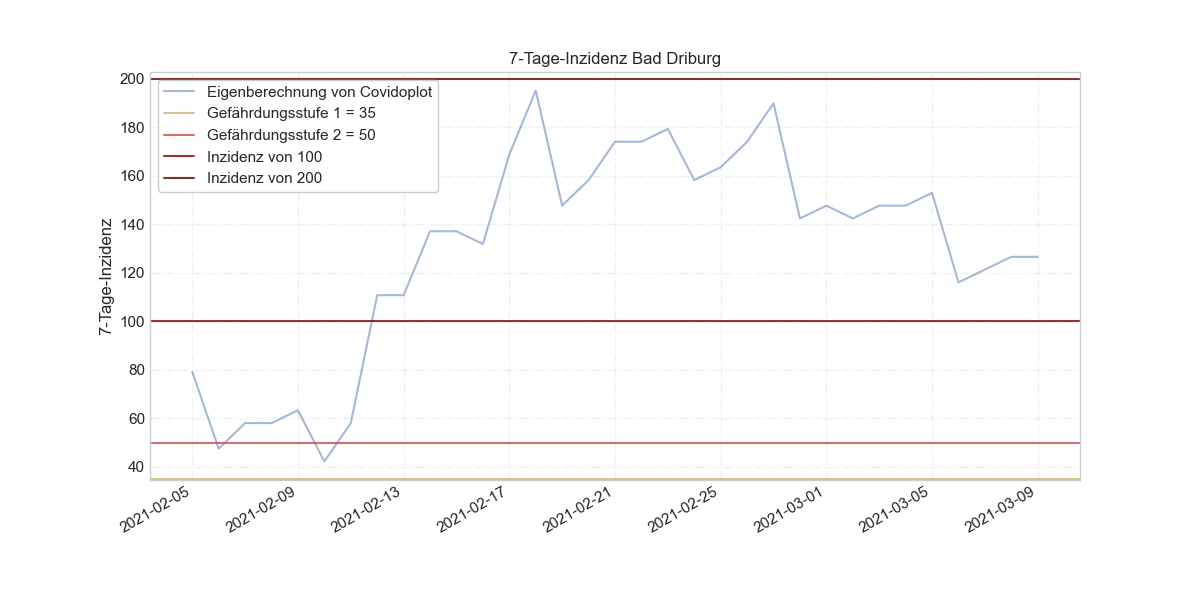 7-Tage-Inzidenz Bad Driburg
Eigenberechnung von Covidoplot
Gefährdungsstufe 1 = 35
Gefährdungsstufe 2 = 50
Inzidenz von 100
Inzidenz von 200
7-Tage-Inzidenz
200
180
160
140
120
100
80
60
40
2021-02-05
2021-02-09
2021-02-13
2021-02-17
2021-02-21
2021-02-25
2021-03-01
2021-03-05
2021-03-09